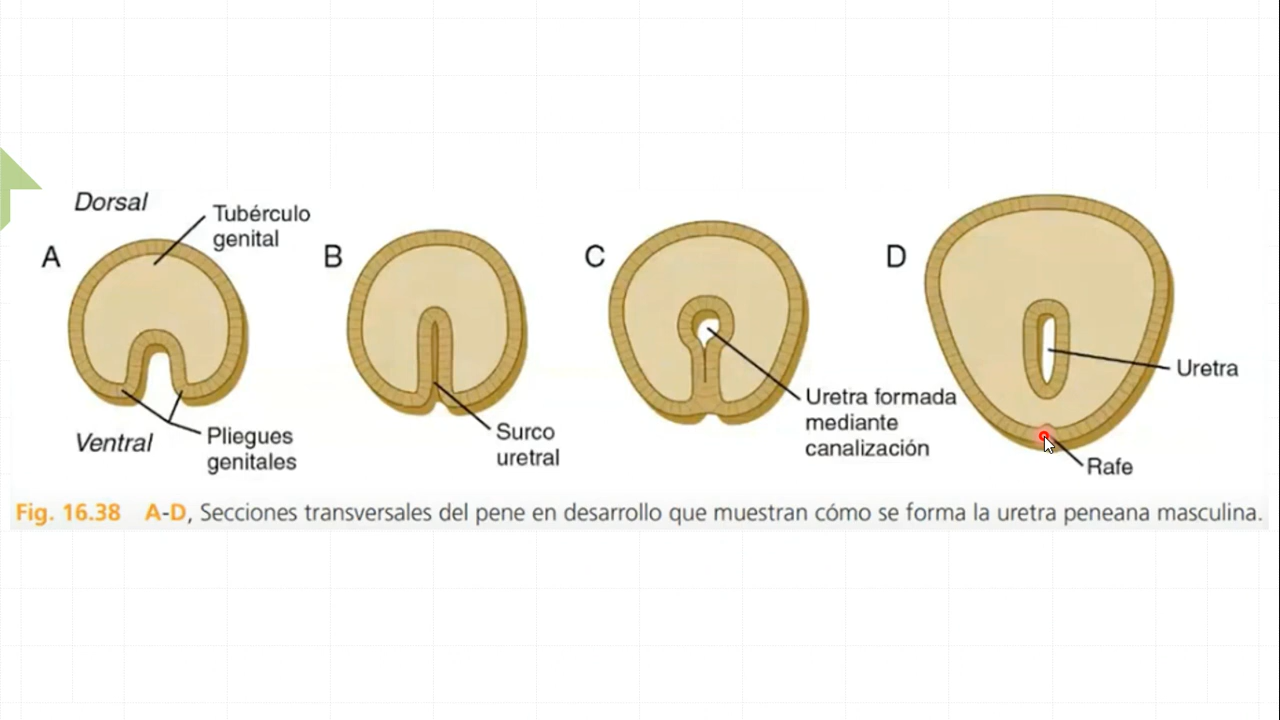 Dorsal
A
Tubérculo
genital
Ventral
Pliegues
genitales
B
Surco
uretral
C
Uretra formada
mediante
canalización
D
Uretra
Rafe
Fig. 16.38 A-D, Secciones transversales del pene en desarrollo que muestran cómo se forma la uretra peneana masculina.